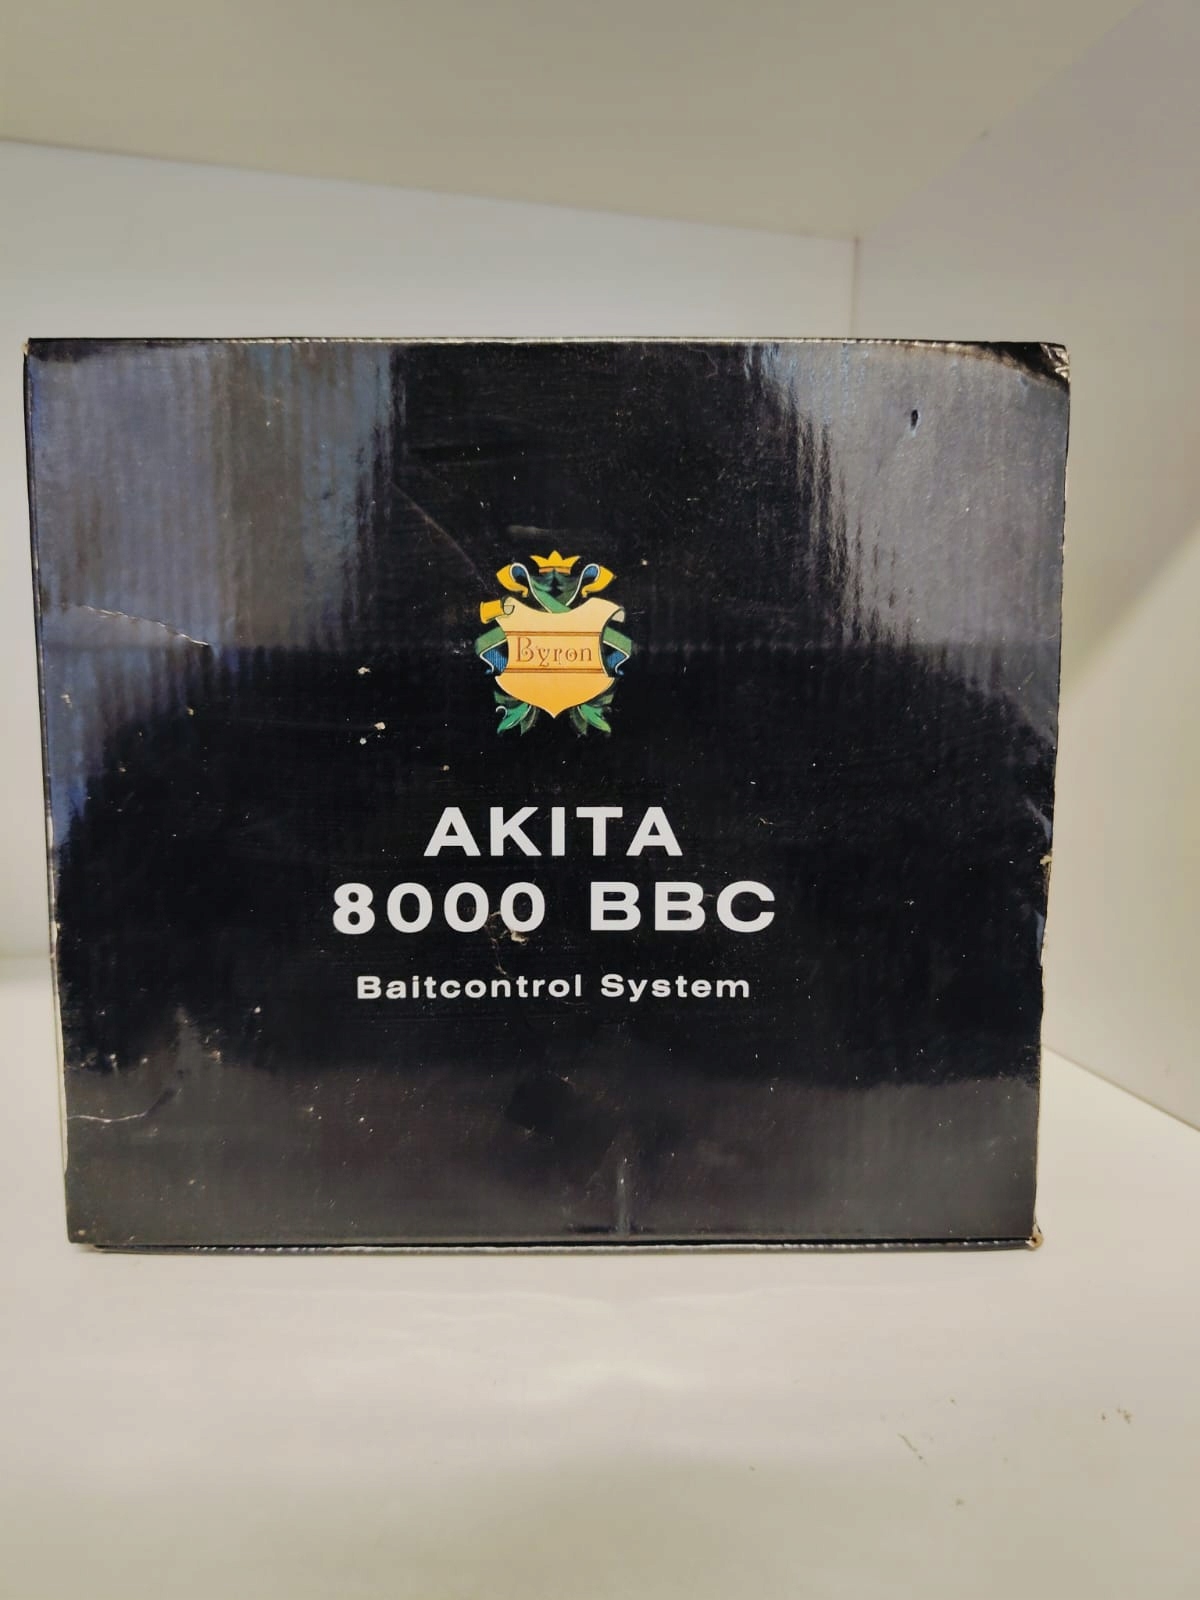 Byron
AKITA
8000 BBC
Baitcontrol System